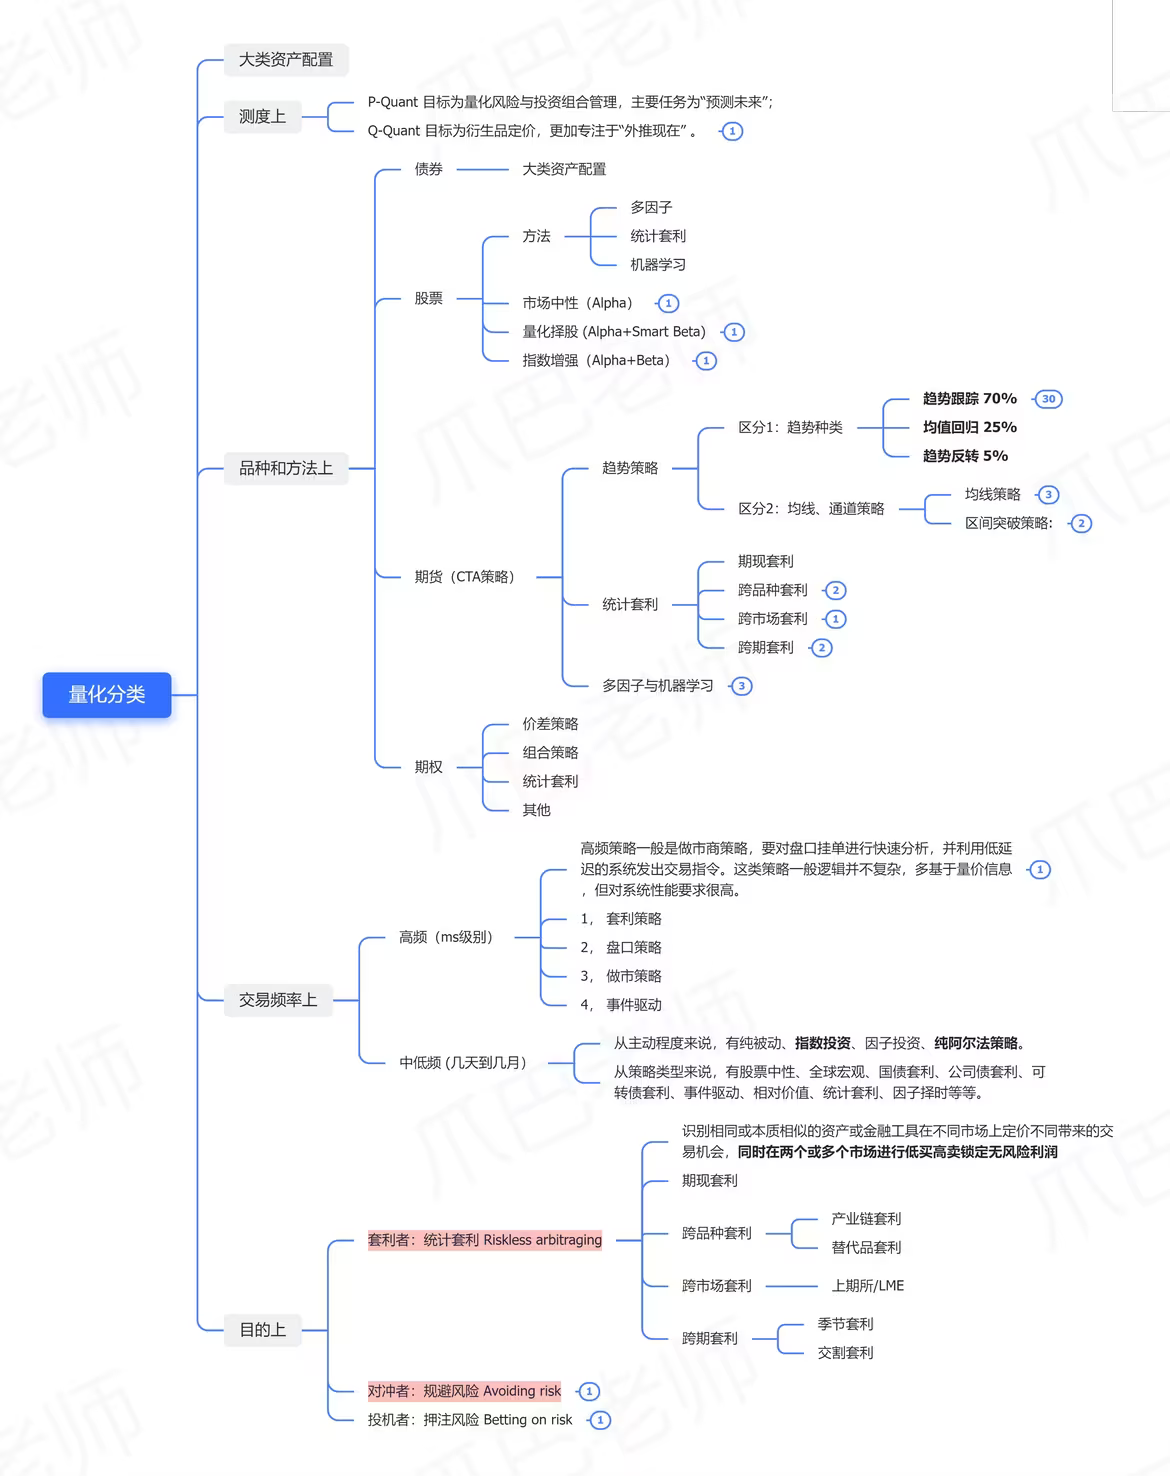 大类资产配置
测度上
P-Quant 目标为量化风险与投资组合管理，主要任务为“预测未来”；
Q-Quant 目标为衍生品定价，更加专注于“外推现在” 。
1
债券
大类资产配置
多因子
方法
统计套利
机器学习
股票
市场中性（Alpha）
1
量化择股 (Alpha+Smart Beta)
1
指数增强（Alpha+Beta）
1
趋势跟踪 70%
30
区分1：趋势种类
均值回归 25%
趋势反转 5%
品种和方法上
趋势策略
均线策略
3
区分2：均线、通道策略
区间突破策略:
2
期货（CTA策略）
期现套利
跨品种套利
2
统计套利
跨市场套利
1
跨期套利
2
多因子与机器学习
3
量化分类
价差策略
组合策略
期权
统计套利
其他
高频策略一般是做市商策略，要对盘口挂单进行快速分析，并利用低延
迟的系统发出交易指令。这类策略一般逻辑并不复杂，多基于量价信息
，但对系统性能要求很高。
1
1， 套利策略
高频（ms级别）
2， 盘口策略
3， 做市策略
交易频率上
4， 事件驱动
从主动程度来说，有纯被动、指数投资、因子投资、纯阿尔法策略。
中低频 (几天到几月）
从策略类型来说，有股票中性、全球宏观、国债套利、公司债套利、可
转债套利、事件驱动、相对价值、统计套利、因子择时等等。
识别相同或本质相似的资产或金融工具在不同市场上定价不同带来的交
易机会，同时在两个或多个市场进行低买高卖锁定无风险利润
期现套利
产业链套利
跨品种套利
套利者：统计套利 Riskless arbitraging
替代品套利
跨市场套利
上期所/LME
季节套利
目的上
跨期套利
交割套利
对冲者：规避风险 Avoiding risk
1
投机者：押注风险 Betting on risk
1
爪巴老师